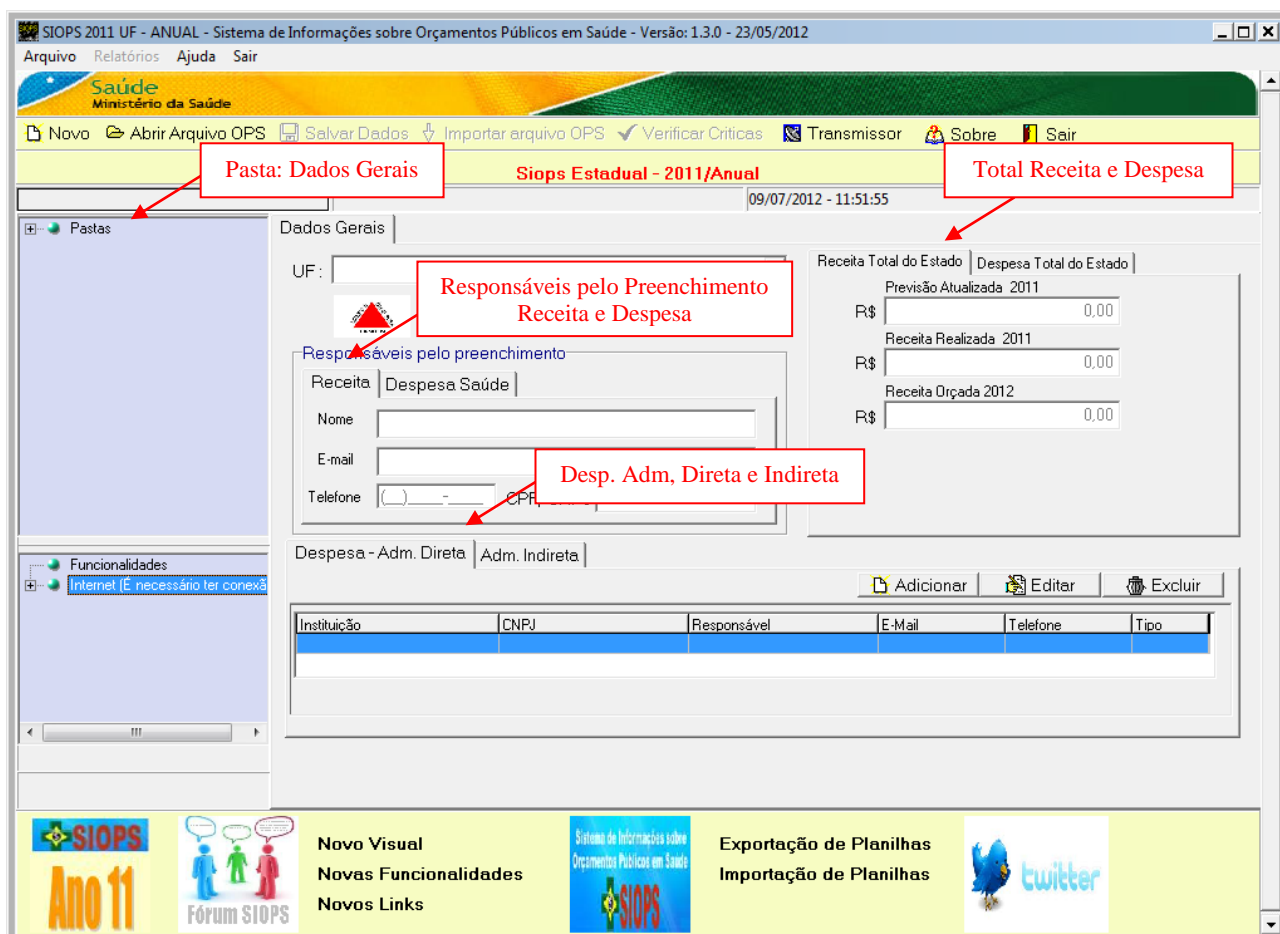 SIOPS 2011 UF - ANUAL - Sistema de Informações sobre Orçamentos Públicos em Saúde - Versão: 1.3.0 - 23/05/2012
Arquivo Relatórios Ajuda Sair
Saúde
Ministério da Saúde
Novo Abrir Arquivo OPS Salvar Dados Importar arquivo OPS Verificar Criticas Transmissor Sobre Sair
Pasta: Dados Gerais
Siops Estadual - 2011/Anual
Total Receita e Despesa
09/07/2012 - 11:51:55
Pastas
Dados Gerais
UF :
Responsáveis pelo Preenchimento
Receita e Despesa
Receita Total do Estado Despesa Total do Estado
Previsão Atualizada 2011
R$ 0,00
Receita Realizada 2011
R$ 0,00
Receita Orçada 2012
R$ 0,00
Responsáveis pelo preenchimento
Receita Despesa Saúde
Nome
E-mail
Telefone (__)____-____
Desp. Adm, Direta e Indireta
Funcionalidades
Internet (É necessário ter conexã
Despesa - Adm. Direta Adm. Indireta
Adicionar Editar Excluir
Instituição CNPJ Responsável E-Mail Telefone Tipo
SIOPS
Ano 11
Fórum SIOPS
Novo Visual
Novas Funcionalidades
Novos Links
Sistema de Informações sobre
Orçamentos Públicos em Saúde
SIOPS
Exportação de Planilhas
Importação de Planilhas
twitter